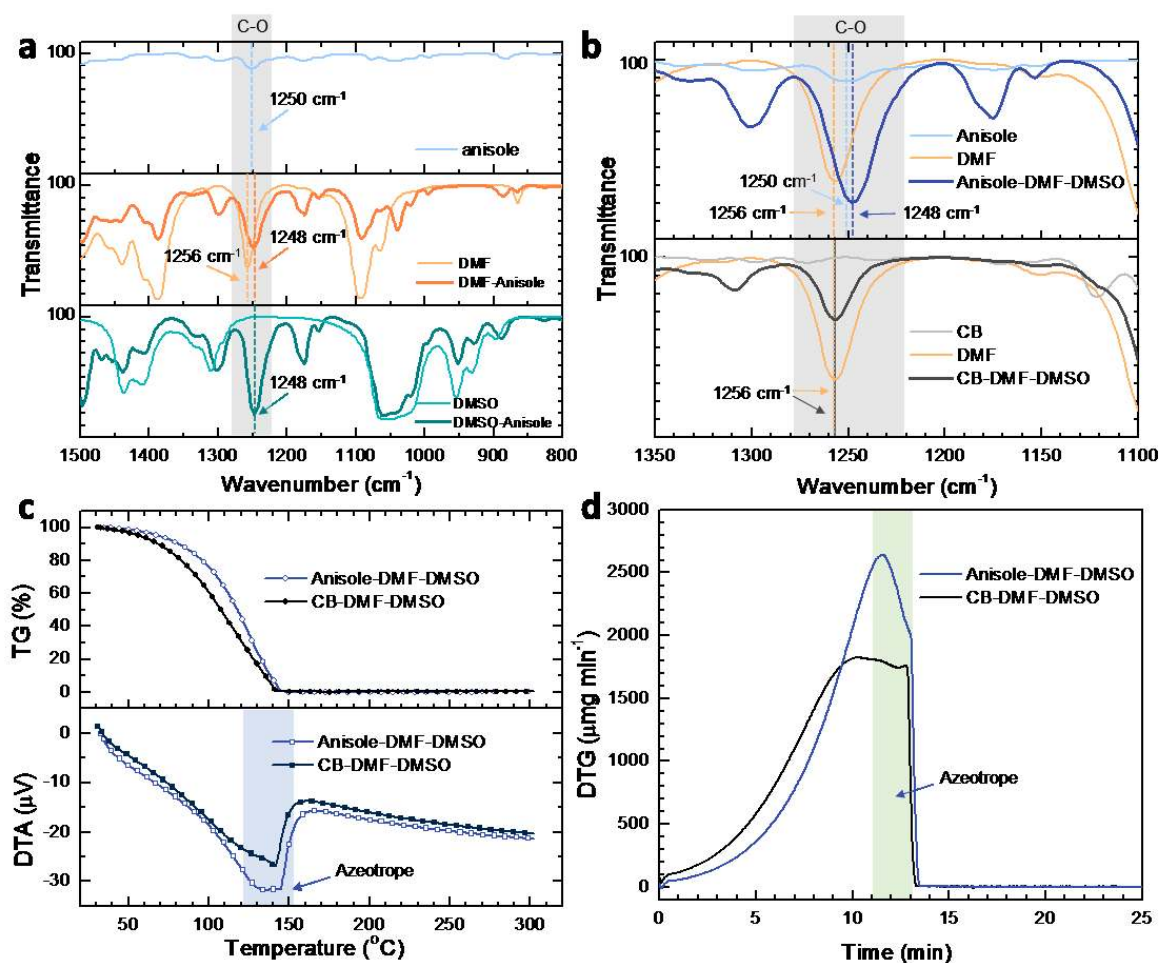 a
C-O
100
1250 cm⁻¹
anisole
100
1256 cm⁻¹
1248 cm⁻¹
DMF
DMF-Anisole
100
1248 cm⁻¹
DMSO
DMSO-Anisole
Transmittance
1500 1400 1300 1200 1100 1000 900 800
Wavenumber (cm⁻¹)
b
C-O
100
Anisole
DMF
Anisole-DMF-DMSO
1250 cm⁻¹
1256 cm⁻¹
1248 cm⁻¹
100
CB
DMF
CB-DMF-DMSO
1256 cm⁻¹
Transmittance
1350 1300 1250 1200 1150 1100
Wavenumber (cm⁻¹)
c
100
80
60
40
20
0
TG (%)
Anisole-DMF-DMSO
CB-DMF-DMSO
0
-10
-20
-30
DTA (μV)
Anisole-DMF-DMSO
CB-DMF-DMSO
Azeotrope
50 100 150 200 250 300
Temperature (°C)
d
3000
2500
2000
1500
1000
500
0
DTG (μmg min⁻¹)
Anisole-DMF-DMSO
CB-DMF-DMSO
Azeotrope
0 5 10 15 20 25
Time (min)